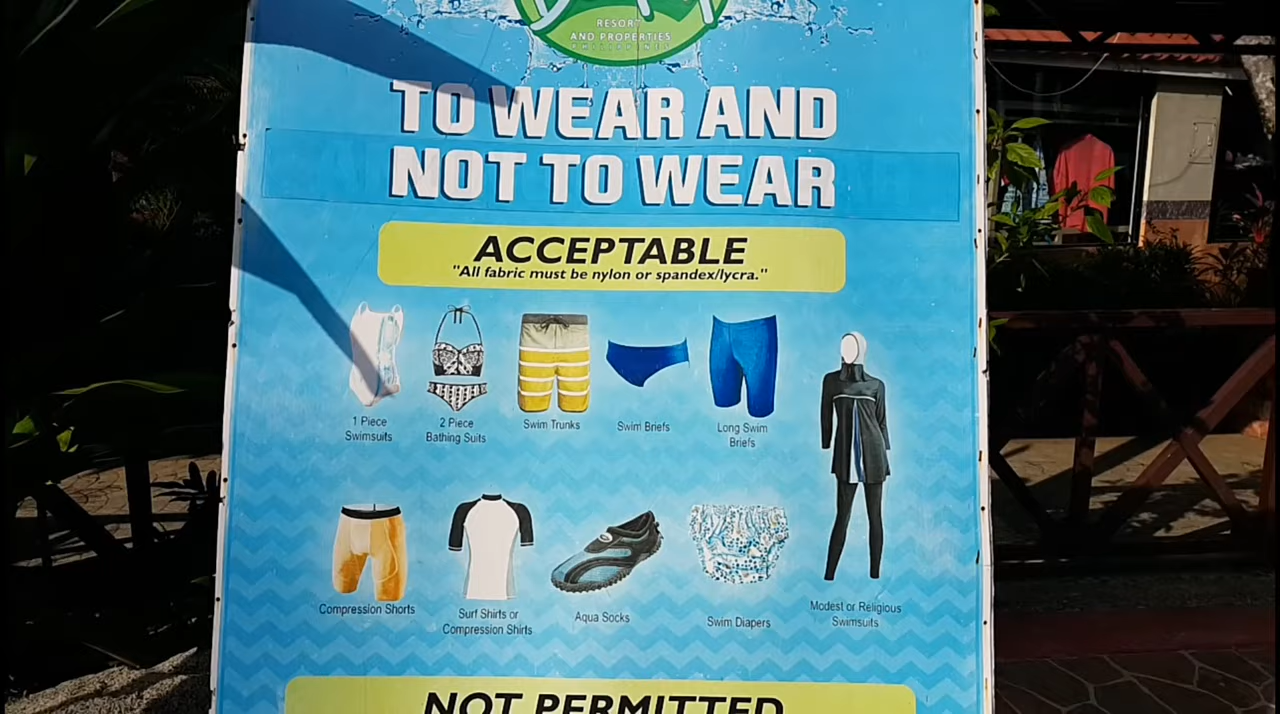 RESORT
AND PROPERTIES
PHILIPPINES
TO WEAR AND
NOT TO WEAR
ACCEPTABLE
"All fabric must be nylon or spandex/lycra."
1 Piece
Swimsuits
2 Piece
Bathing Suits
Swim Trunks
Swim Briefs
Long Swim
Briefs
Compression Shorts
Surf Shirts or
Compression Shirts
Aqua Socks
Swim Diapers
Modest or Religious
Swimsuits
NOT PERMITTED